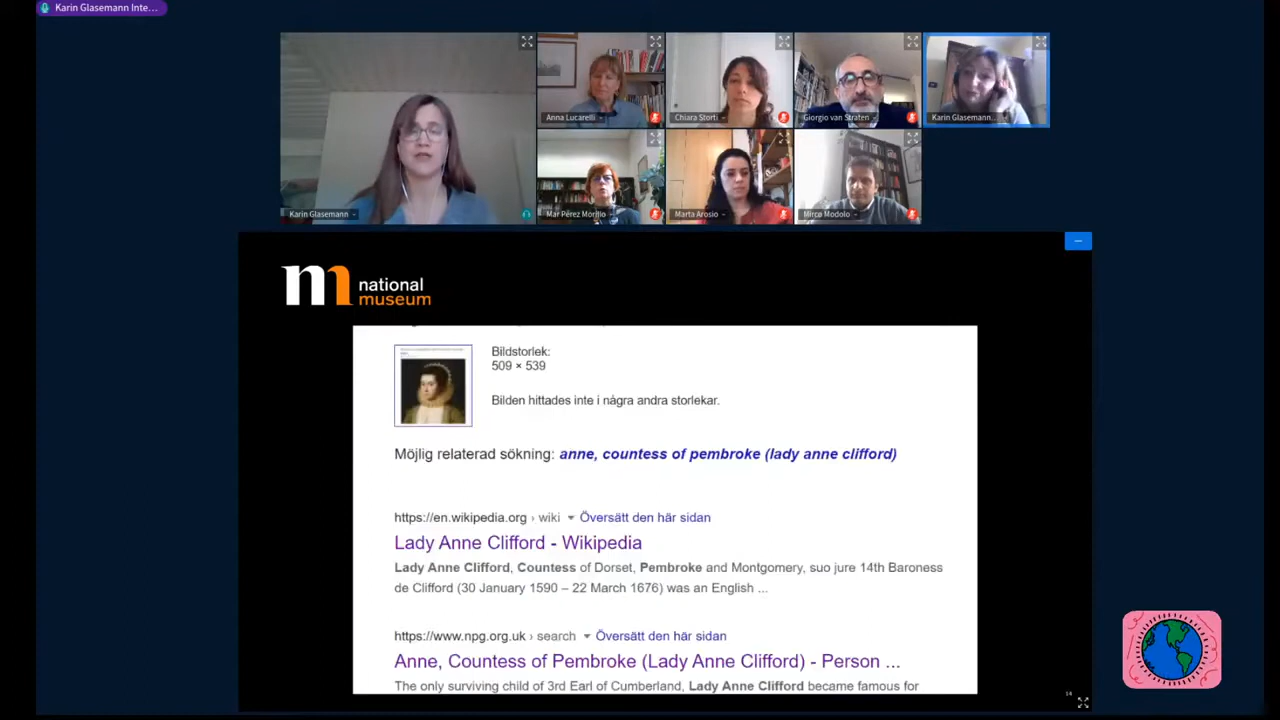 Karin Glasemann Inte...
Anna Lucarelli
Chiara Storti
Giorgio van Straten
Karin Glasemann...
Karin Glasemann
Mar Pérez Morillo
Marta Arosio
Mirco Modolo
m national
museum
Bildstorlek:
509 × 539
Bilden hittades inte i några andra storlekar.
Möjlig relaterad sökning: anne, countess of pembroke (lady anne clifford)
https://en.wikipedia.org › wiki Översätt den här sidan
Lady Anne Clifford - Wikipedia
Lady Anne Clifford, Countess of Dorset, Pembroke and Montgomery, suo jure 14th Baroness
de Clifford (30 January 1590 – 22 March 1676) was an English ...
https://www.npg.org.uk › search Översätt den här sidan
Anne, Countess of Pembroke (Lady Anne Clifford) - Person ...
The only surviving child of 3rd Earl of Cumberland, Lady Anne Clifford became famous for
14